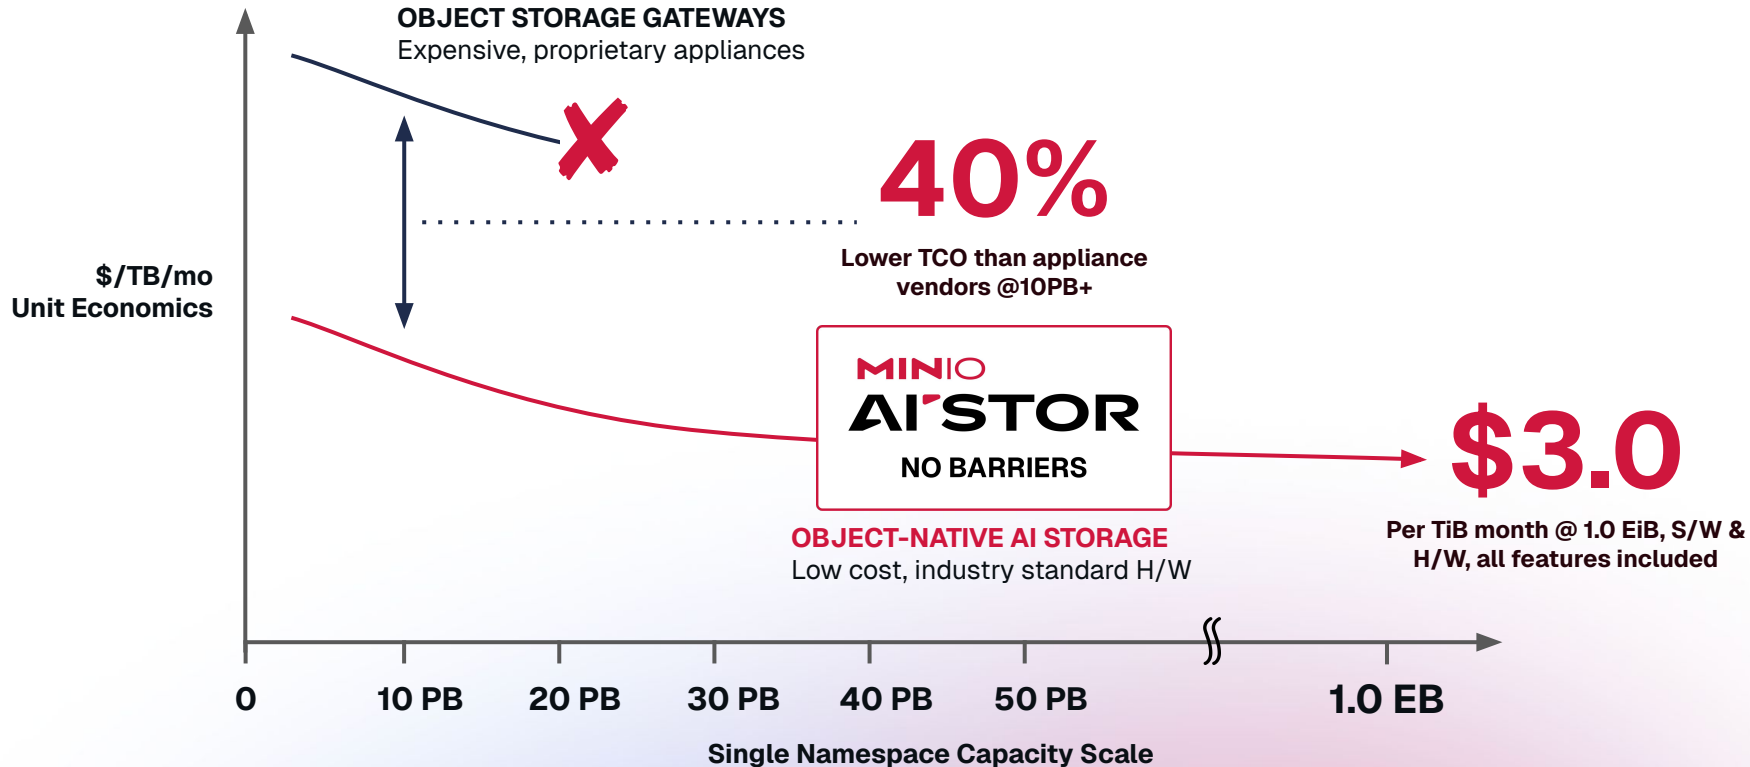 OBJECT STORAGE GATEWAYS
Expensive, proprietary appliances
40%
Lower TCO than appliance
vendors @10PB+
$/TB/mo
Unit Economics
MINIO
AISTOR
NO BARRIERS
$3.0
Per TiB month @ 1.0 EiB, S/W &
H/W, all features included
OBJECT-NATIVE AI STORAGE
Low cost, industry standard H/W
0 10 PB 20 PB 30 PB 40 PB 50 PB 1.0 EB
Single Namespace Capacity Scale